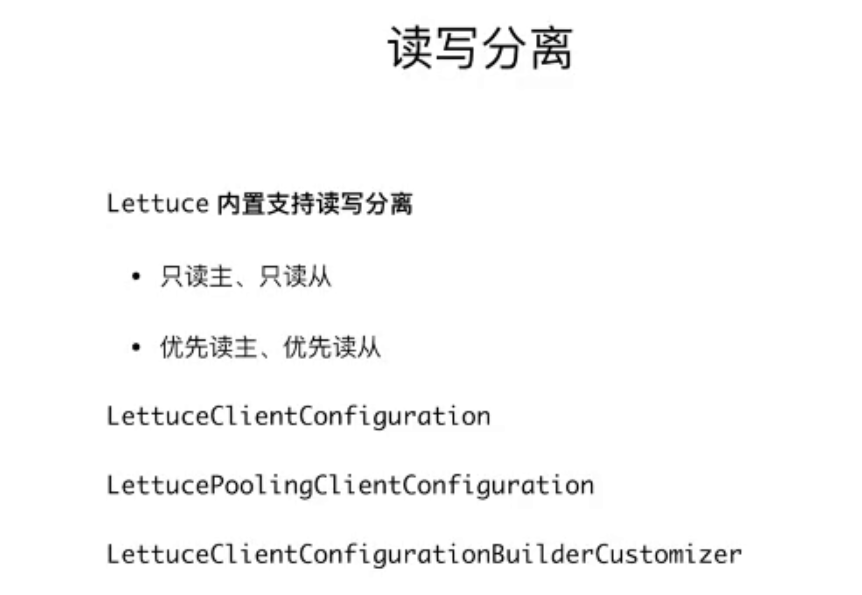 读写分离
Lettuce 内置支持读写分离
• 只读主、只读从
• 优先读主、优先读从
LettuceClientConfiguration
LettucePoolingClientConfiguration
LettuceClientConfigurationBuilderCustomizer